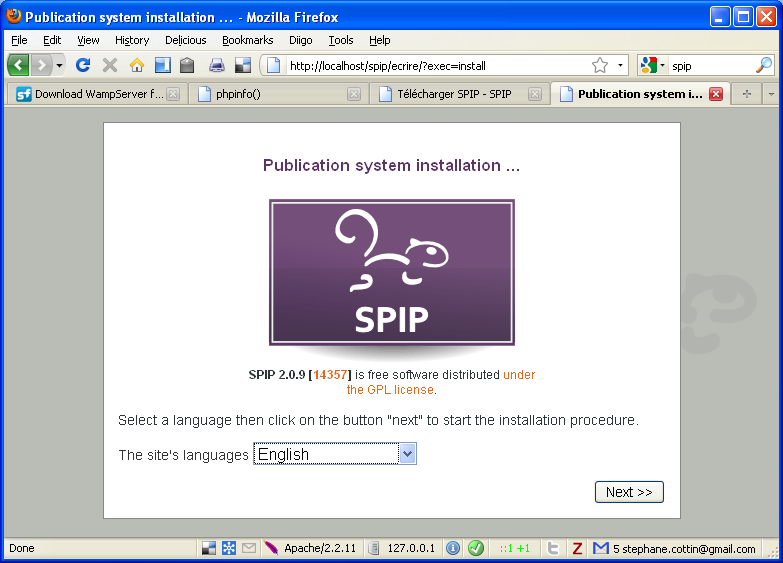 Publication system installation ... - Mozilla Firefox
File Edit View History Delicious Bookmarks Diigo Tools Help
http://localhost/spip/ecrire/?exec=install
spip
Download WampServer f... phpinfo() Télécharger SPIP - SPIP Publication system i...
Publication system installation ...
SPIP
SPIP 2.0.9 [14357] is free software distributed under
the GPL license.
Select a language then click on the button "next" to start the installation procedure.
The site's languages English
Next >>
Done Apache/2.2.11 127.0.0.1 ::1 +1 Z 5 stephane.cottin@gmail.com